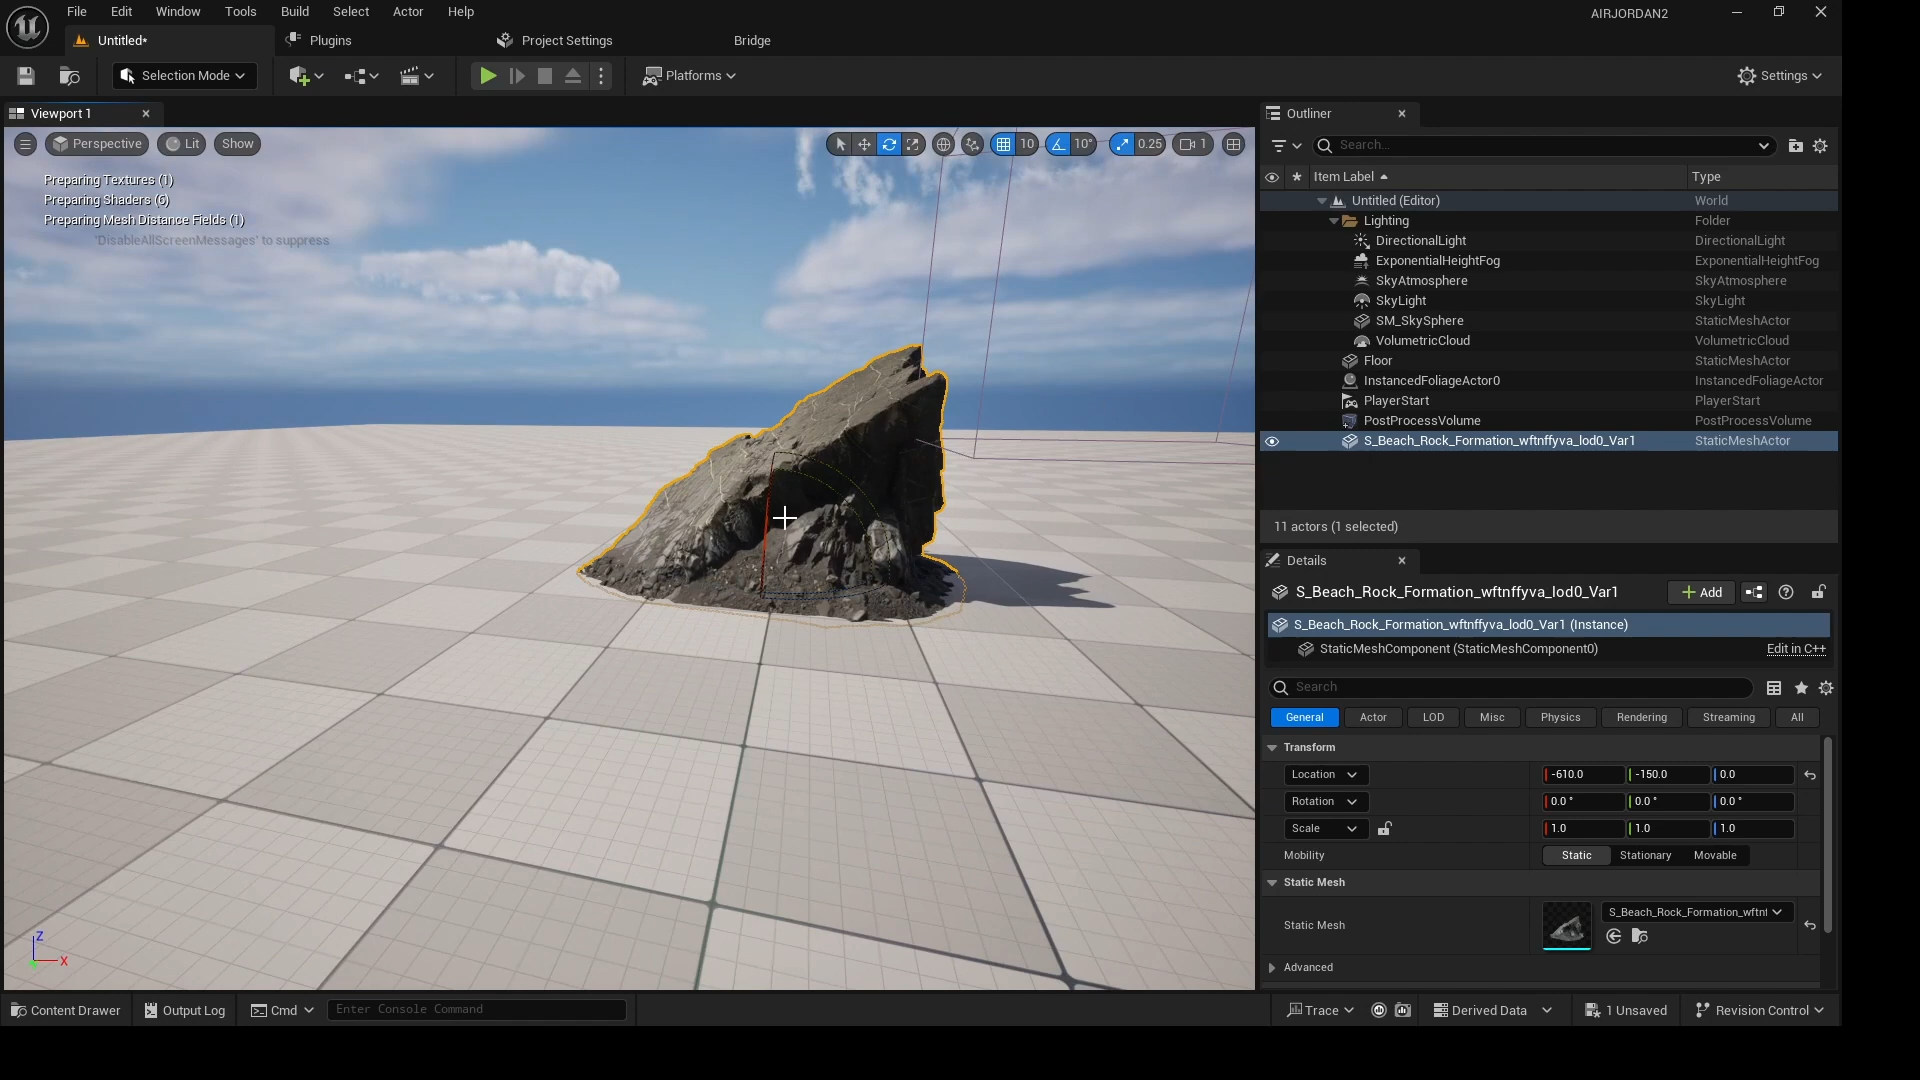 File Edit Window Tools Build Select Actor Help
AIRJORDAN2
Untitled* Plugins Project Settings Bridge
Selection Mode Platforms Settings
Viewport 1
Perspective Lit Show 10 10° 0.25 1
Preparing Textures (1)
Preparing Shaders (6)
Preparing Mesh Distance Fields (1)
'DisableAllScreenMessages' to suppress
Z
X
Outliner
Search...
Item Label Type
Untitled (Editor) World
Lighting Folder
DirectionalLight DirectionalLight
ExponentialHeightFog ExponentialHeightFog
SkyAtmosphere SkyAtmosphere
SkyLight SkyLight
SM_SkySphere StaticMeshActor
VolumetricCloud VolumetricCloud
Floor StaticMeshActor
InstancedFoliageActor0 InstancedFoliageActor
PlayerStart PlayerStart
PostProcessVolume PostProcessVolume
S_Beach_Rock_Formation_wftnffyva_lod0_Var1 StaticMeshActor
11 actors (1 selected)
Details
S_Beach_Rock_Formation_wftnffyva_lod0_Var1 Add
S_Beach_Rock_Formation_wftnffyva_lod0_Var1 (Instance)
StaticMeshComponent (StaticMeshComponent0) Edit in C++
Search
General Actor LOD Misc Physics Rendering Streaming All
Transform
Location -610.0 -150.0 0.0
Rotation 0.0 ° 0.0 ° 0.0 °
Scale 1.0 1.0 1.0
Mobility Static Stationary Movable
Static Mesh
Static Mesh S_Beach_Rock_Formation_wftnf
Advanced
Content Drawer Output Log Cmd Enter Console Command Trace Derived Data 1 Unsaved Revision Control